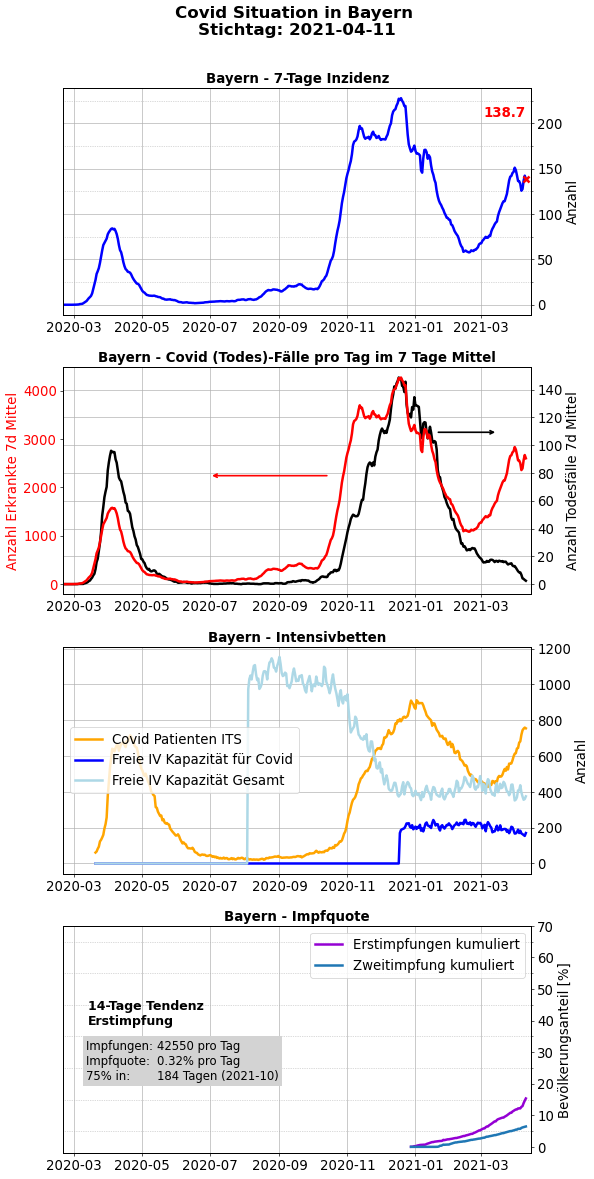 Covid Situation in Bayern
Stichtag: 2021-04-11
Bayern - 7-Tage Inzidenz
138.7
200
150
100
50
0
Anzahl
2020-03 2020-05 2020-07 2020-09 2020-11 2021-01 2021-03
Bayern - Covid (Todes)-Fälle pro Tag im 7 Tage Mittel
Anzahl Erkrankte 7d Mittel
4000
3000
2000
1000
0
140
120
100
80
60
40
20
0
Anzahl Todesfälle 7d Mittel
2020-03 2020-05 2020-07 2020-09 2020-11 2021-01 2021-03
Bayern - Intensivbetten
Covid Patienten ITS
Freie IV Kapazität für Covid
Freie IV Kapazität Gesamt
1200
1000
800
600
400
200
0
Anzahl
2020-03 2020-05 2020-07 2020-09 2020-11 2021-01 2021-03
Bayern - Impfquote
Erstimpfungen kumuliert
Zweitimpfung kumuliert
14-Tage Tendenz
Erstimpfung
Impfungen: 42550 pro Tag
Impfquote: 0.32% pro Tag
75% in: 184 Tagen (2021-10)
70
60
50
40
30
20
10
0
Bevölkerungsanteil [%]
2020-03 2020-05 2020-07 2020-09 2020-11 2021-01 2021-03